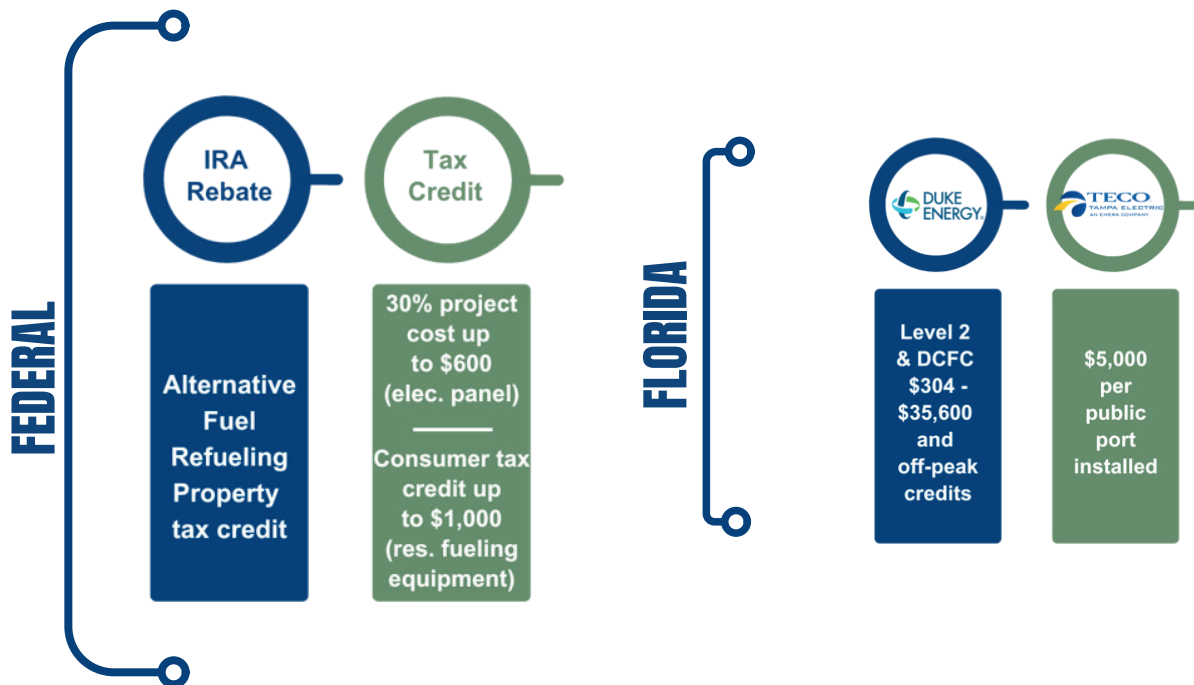 FEDERAL
IRA
Rebate
Alternative
Fuel
Refueling
Property
tax credit
Tax
Credit
30% project
cost up
to $600
(elec. panel)
Consumer tax
credit up
to $1,000
(res. fueling
equipment)
FLORIDA
DUKE
ENERGY®
Level 2
& DCFC
$304 -
$35,600
and
off-peak
credits
TECO
TAMPA ELECTRIC
AN EMERA COMPANY
$5,000
per
public
port
installed